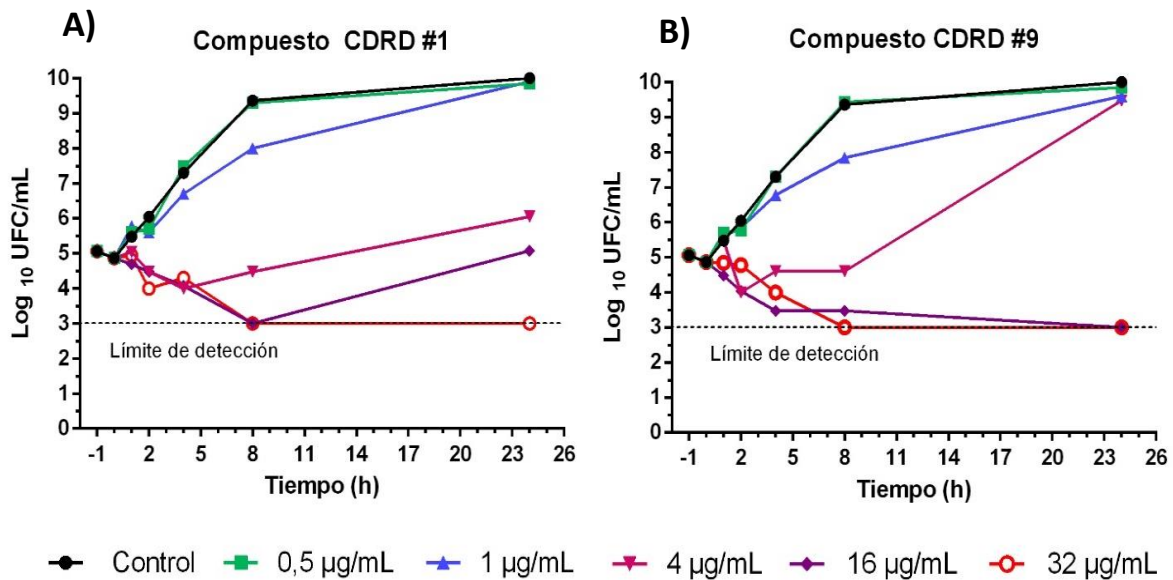 A)
Compuesto CDRD #1
Log 10 UFC/mL
10
9
8
7
6
5
4
3
2
1
0
Límite de detección
-1 2 5 8 11 14 17 20 23 26
Tiempo (h)
B)
Compuesto CDRD #9
Log 10 UFC/mL
10
9
8
7
6
5
4
3
2
1
0
Límite de detección
-1 2 5 8 11 14 17 20 23 26
Tiempo (h)
Control 0,5 µg/mL 1 µg/mL 4 µg/mL 16 µg/mL 32 µg/mL